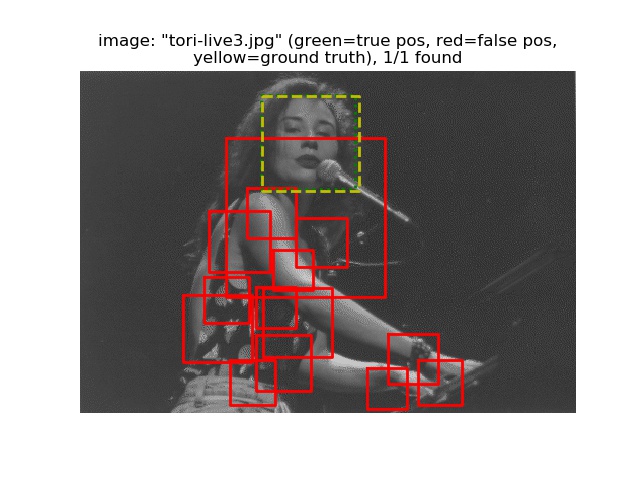 image: "tori-live3.jpg" (green=true pos, red=false pos,
yellow=ground truth), 1/1 found